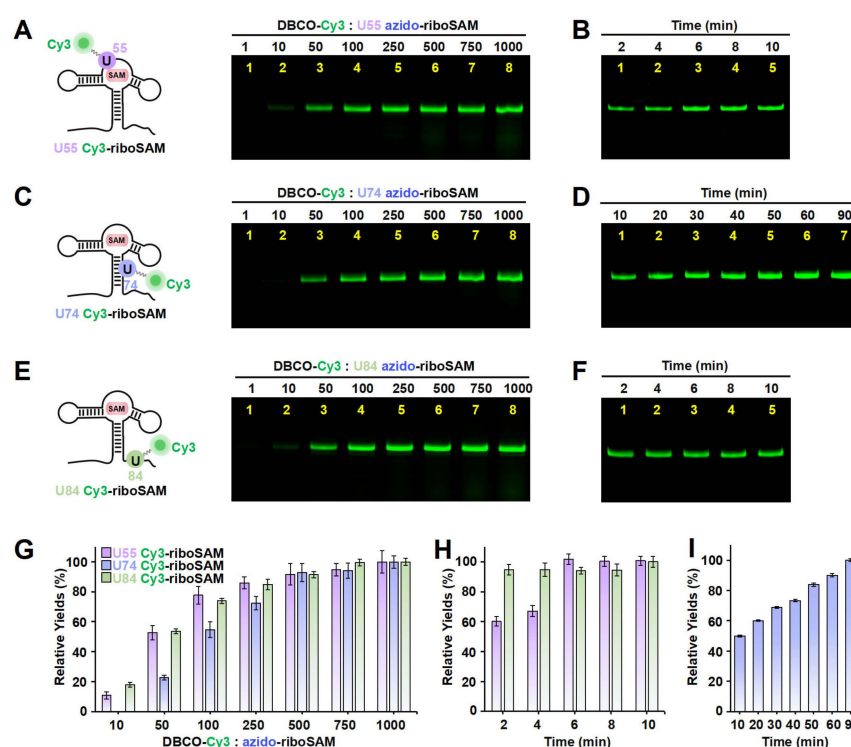 A
Cy3
55
U
SAM
U55 Cy3-riboSAM
DBCO-Cy3 : U55 azido-riboSAM
1 10 50 100 250 500 750 1000
1 2 3 4 5 6 7 8
B
Time (min)
2 4 6 8 10
1 2 3 4 5
C
SAM
U
74
Cy3
U74 Cy3-riboSAM
DBCO-Cy3 : U74 azido-riboSAM
1 10 50 100 250 500 750 1000
1 2 3 4 5 6 7 8
D
Time (min)
10 20 30 40 50 60 90
1 2 3 4 5 6 7
E
SAM
Cy3
U
84
U84 Cy3-riboSAM
DBCO-Cy3 : U84 azido-riboSAM
1 10 50 100 250 500 750 1000
1 2 3 4 5 6 7 8
F
Time (min)
2 4 6 8 10
1 2 3 4 5
G
U55 Cy3-riboSAM
U74 Cy3-riboSAM
U84 Cy3-riboSAM
Relative Yields (%)
100
80
60
40
20
0
10 50 100 250 500 750 1000
DBCO-Cy3 : azido-riboSAM
H
Relative Yields (%)
100
80
60
40
20
0
2 4 6 8 10
Time (min)
I
Relative Yields (%)
100
80
60
40
20
0
10 20 30 40 50 60
Time (min)